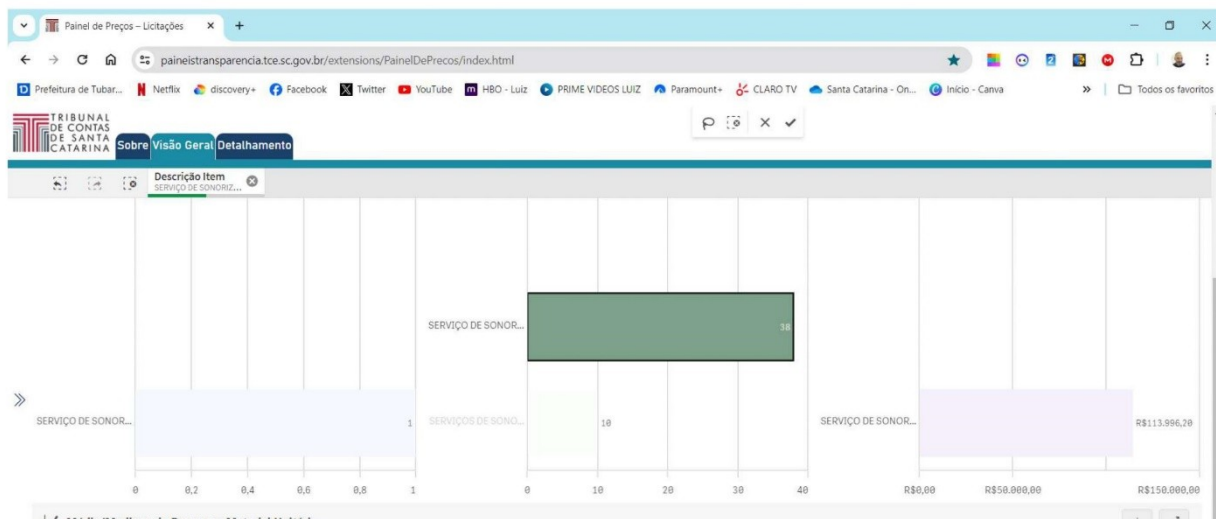 Painel de Preços – Licitações
paineistransparencia.tce.sc.gov.br/extensions/PainelDePrecos/index.html
Prefeitura de Tubar... Netflix discovery+ Facebook Twitter YouTube HBO - Luiz PRIME VIDEOS LUIZ Paramount+ CLARO TV Santa Catarina - On... Início - Canva » Todos os favoritos
TRIBUNAL
DE CONTAS
DE SANTA
CATARINA
Sobre Visão Geral Detalhamento
Descrição Item
SERVIÇO DE SONORIZ...
SERVIÇO DE SONOR... 38
SERVIÇO DE SONOR... 1 SERVIÇOS DE SONO... 10 SERVIÇO DE SONOR... R$113.996,20
0 0,2 0,4 0,6 0,8 1 0 10 20 30 40 R$0,00 R$50.000,00 R$150.000,00